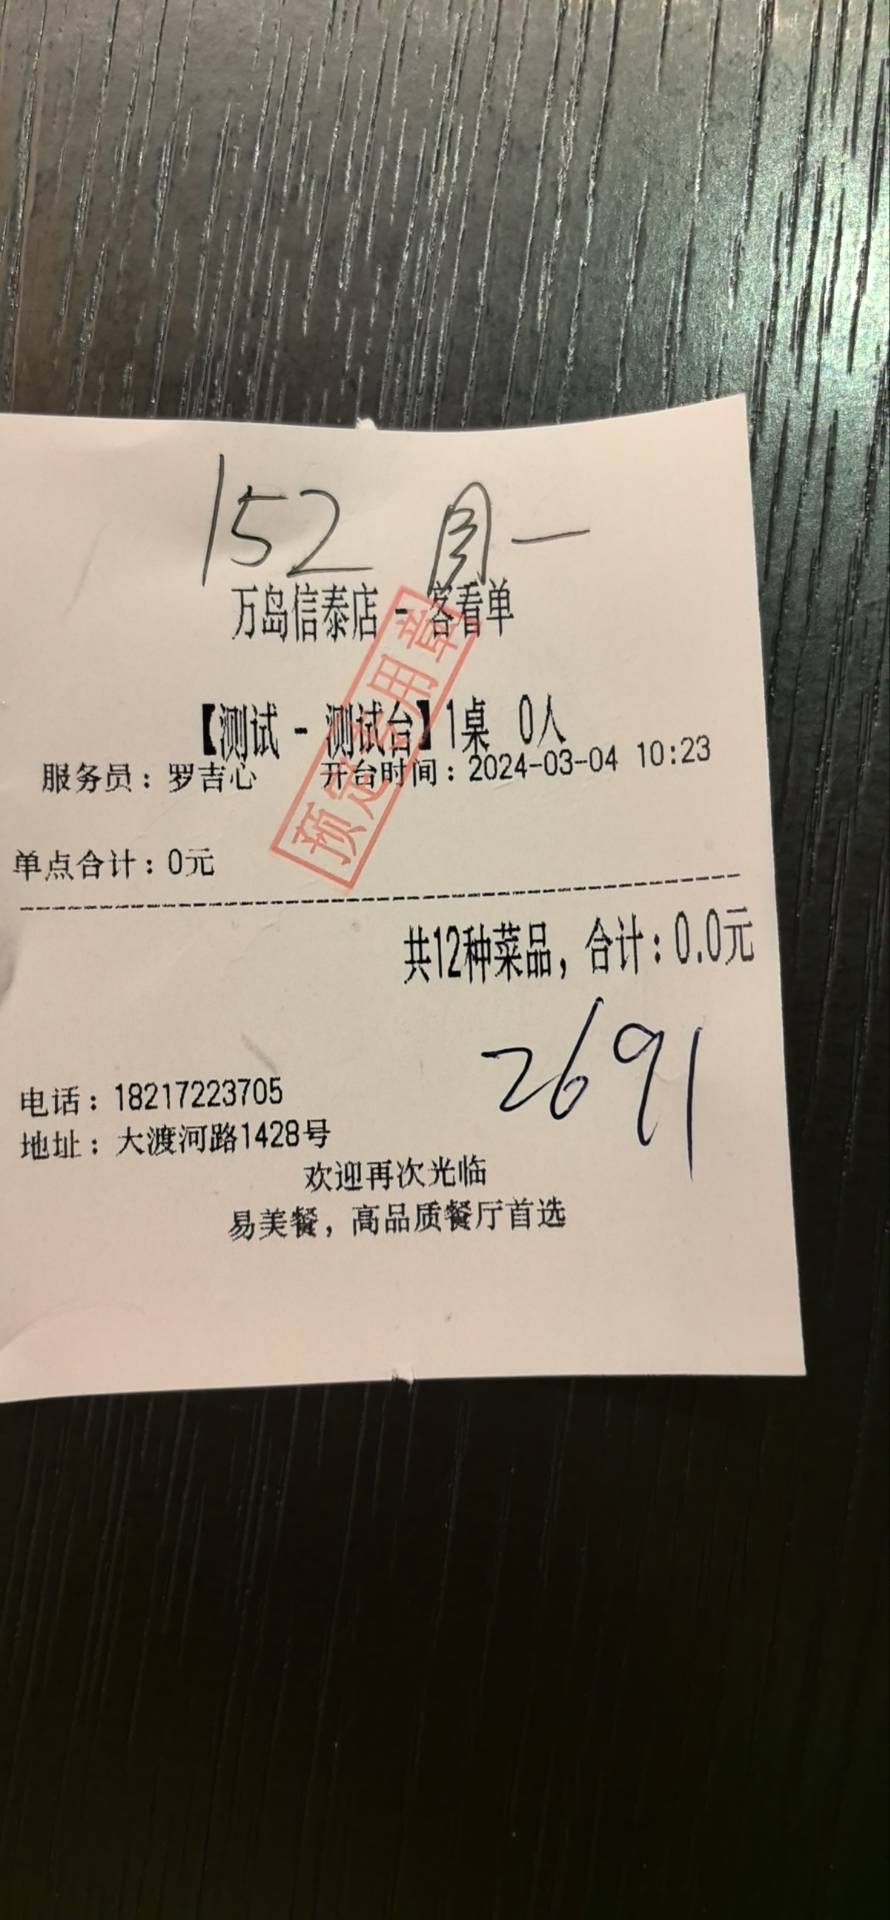 152 周一
万岛信泰店 - 客看单
预定专用章
【测试 - 测试台】1桌 0人
服务员：罗吉心 开台时间：2024-03-04 10:23
单点合计：0元
共12种菜品，合计：0.0元
2691
电话：18217223705
地址：大渡河路1428号
欢迎再次光临
易美餐，高品质餐厅首选